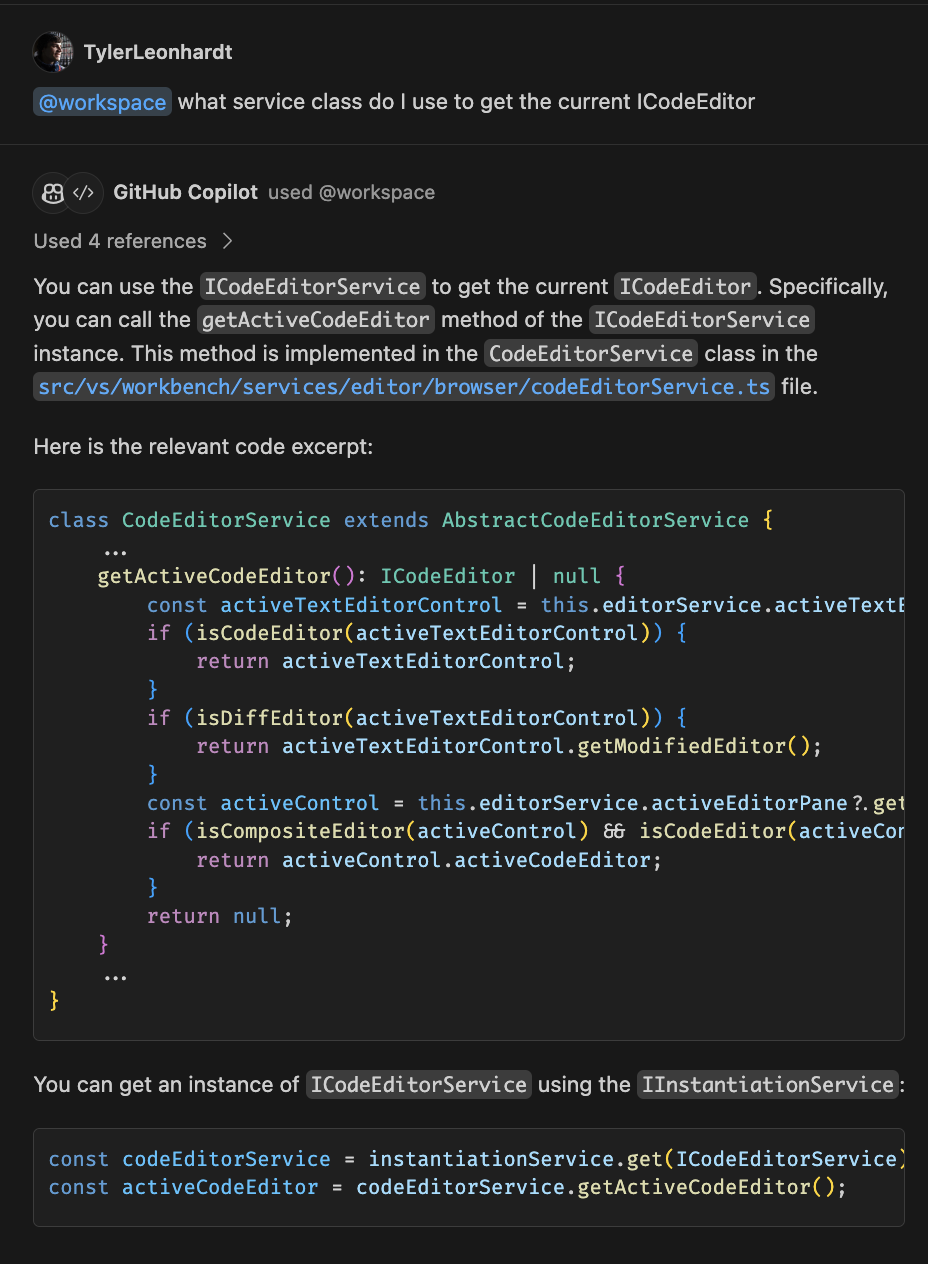 TylerLeonhardt
@workspace what service class do I use to get the current ICodeEditor
GitHub Copilot used @workspace
Used 4 references
You can use the ICodeEditorService to get the current ICodeEditor. Specifically,
you can call the getActiveCodeEditor method of the ICodeEditorService
instance. This method is implemented in the CodeEditorService class in the
src/vs/workbench/services/editor/browser/codeEditorService.ts file.
Here is the relevant code excerpt:
class CodeEditorService extends AbstractCodeEditorService {
...
getActiveCodeEditor(): ICodeEditor | null {
const activeTextEditorControl = this.editorService.activeTextE
if (isCodeEditor(activeTextEditorControl)) {
return activeTextEditorControl;
}
if (isDiffEditor(activeTextEditorControl)) {
return activeTextEditorControl.getModifiedEditor();
}
const activeControl = this.editorService.activeEditorPane?.get
if (isCompositeEditor(activeControl) && isCodeEditor(activeCon
return activeControl.activeCodeEditor;
}
return null;
}
...
}
You can get an instance of ICodeEditorService using the IInstantiationService:
const codeEditorService = instantiationService.get(ICodeEditorService)
const activeCodeEditor = codeEditorService.getActiveCodeEditor();